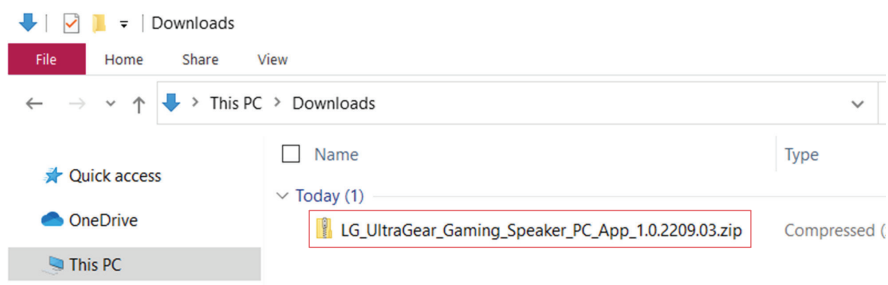 Downloads
File Home Share View
This PC > Downloads
Name Type
Quick access
Today (1)
OneDrive
LG_UltraGear_Gaming_Speaker_PC_App_1.0.2209.03.zip Compressed (
This PC